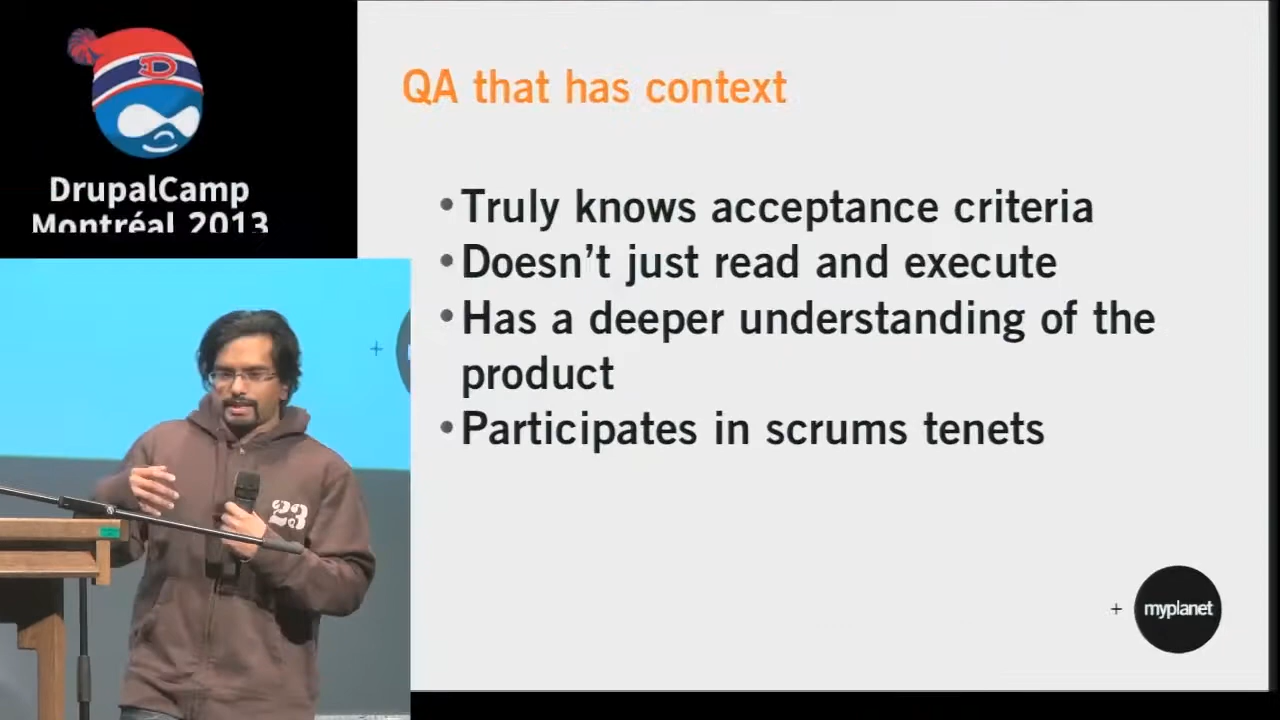 D
DrupalCamp
Montréal 2013
QA that has context
•Truly knows acceptance criteria
•Doesn’t just read and execute
•Has a deeper understanding of the
product
•Participates in scrums tenets
23
+
+ myplanet